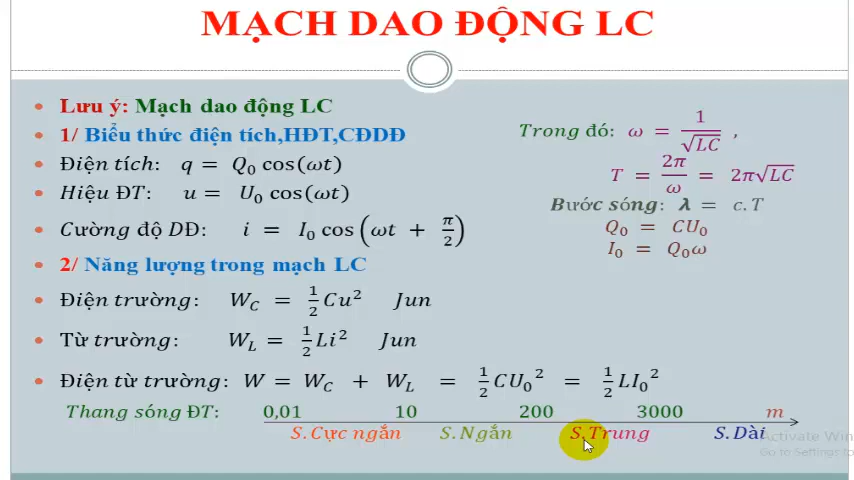 MẠCH DAO ĐỘNG LC
Lưu ý: Mạch dao động LC
1/ Biểu thức điện tích,HĐT,CĐDĐ
Điện tích: q = Q₀ cos(ωt)
Hiệu ĐT: u = U₀ cos(ωt)
Cường độ DĐ: i = I₀ cos(ωt + π/2)
2/ Năng lượng trong mạch LC
Điện trường: W_C = 1/2 Cu² Jun
Từ trường: W_L = 1/2 Li² Jun
Điện từ trường: W = W_C + W_L = 1/2 CU₀² = 1/2 LI₀²
Trong đó: ω = 1/√LC ,
T = 2π/ω = 2π√LC
Bước sóng: λ = c.T
Q₀ = CU₀
I₀ = Q₀ω
Thang sóng ĐT: 0,01 10 200 3000 m
S.Cực ngắn S.Ngắn S.Trung S.Dài
Activate Win
Go to Settings to